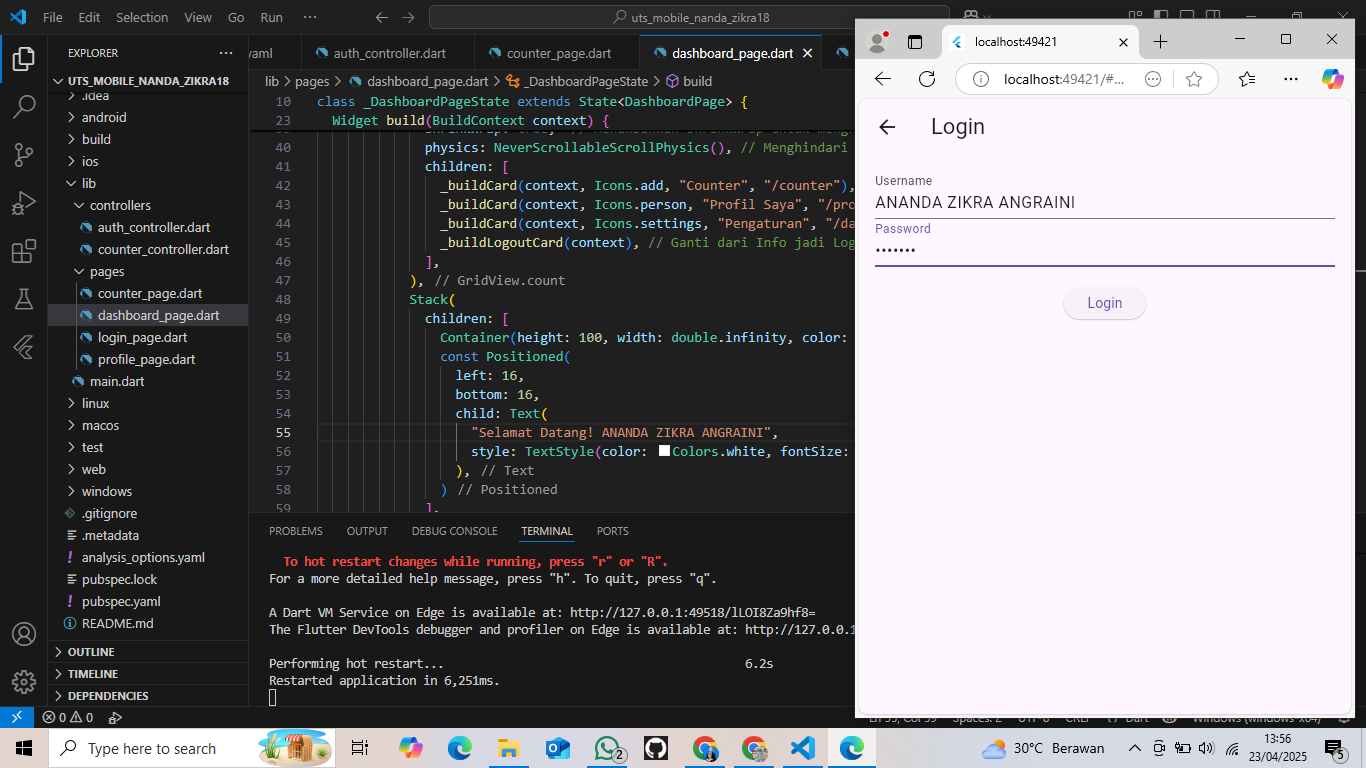 File Edit Selection View Go Run ···
uts_mobile_nanda_zikra18
EXPLORER ···
UTS_MOBILE_NANDA_ZIKRA18
.idea
android
build
ios
lib
controllers
auth_controller.dart
counter_controller.dart
pages
counter_page.dart
dashboard_page.dart
login_page.dart
profile_page.dart
main.dart
linux
macos
test
web
windows
.gitignore
.metadata
! analysis_options.yaml
pubspec.lock
! pubspec.yaml
README.md
OUTLINE
TIMELINE
DEPENDENCIES
yaml auth_controller.dart counter_page.dart dashboard_page.dart
lib > pages > dashboard_page.dart > _DashboardPageState > build
10 class _DashboardPageState extends State<DashboardPage> {
23 Widget build(BuildContext context) {
40 physics: NeverScrollableScrollPhysics(), // Menghindari
41 children: [
42 _buildCard(context, Icons.add, "Counter", "/counter"),
43 _buildCard(context, Icons.person, "Profil Saya", "/pro
44 _buildCard(context, Icons.settings, "Pengaturan", "/da
45 _buildLogoutCard(context), // Ganti dari Info jadi Log
46 ],
47 ), // GridView.count
48 Stack(
49 children: [
50 Container(height: 100, width: double.infinity, color:
51 const Positioned(
52 left: 16,
53 bottom: 16,
54 child: Text(
55 "Selamat Datang! ANANDA ZIKRA ANGRAINI",
56 style: TextStyle(color: Colors.white, fontSize:
57 ), // Text
58 ) // Positioned
59 ],
PROBLEMS OUTPUT DEBUG CONSOLE TERMINAL PORTS
To hot restart changes while running, press "r" or "R".
For a more detailed help message, press "h". To quit, press "q".
A Dart VM Service on Edge is available at: http://127.0.0.1:49518/lLOI8Za9hf8=
The Flutter DevTools debugger and profiler on Edge is available at: http://127.0.0.1
Performing hot restart... 6.2s
Restarted application in 6,251ms.
0 0
localhost:49421
localhost:49421/#...
Login
Username
ANANDA ZIKRA ANGRAINI
Password
•••••••
Login
Type here to search
2
30°C Berawan
13:56
23/04/2025
5